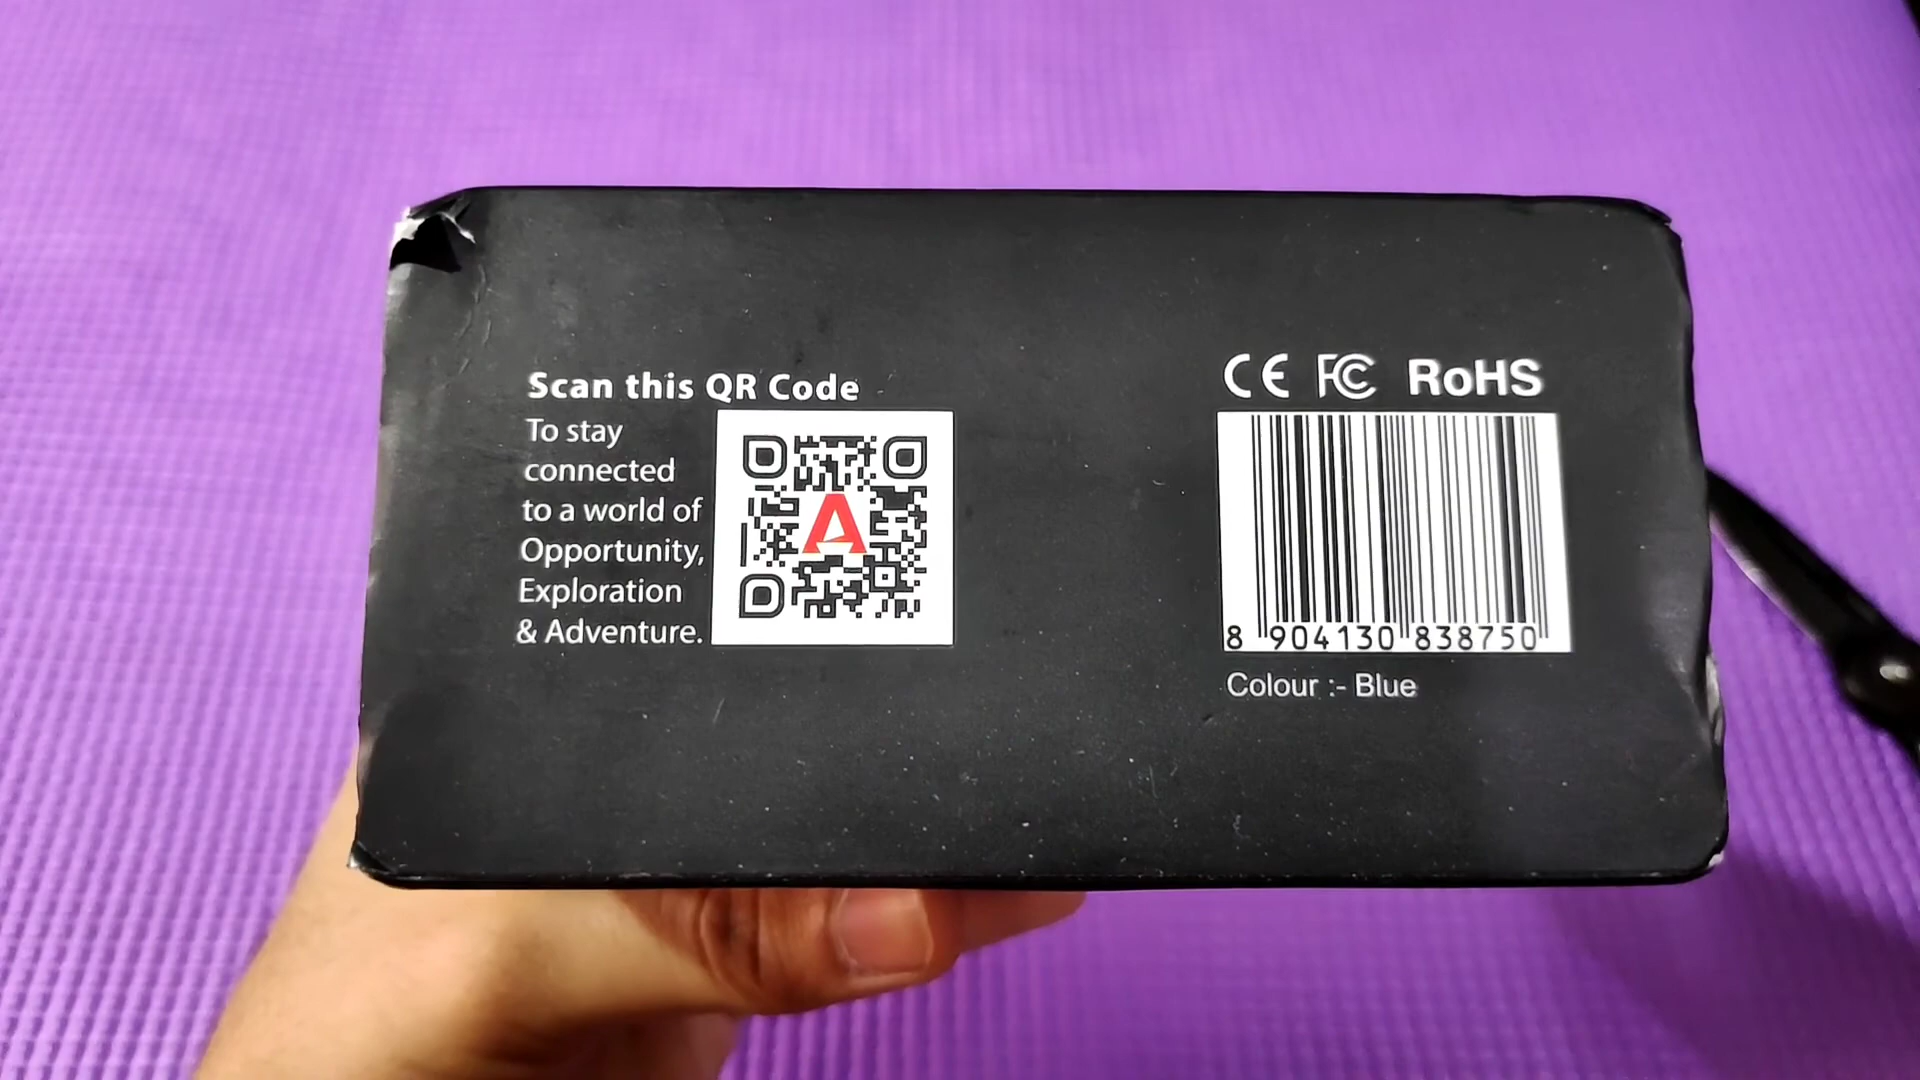 Scan this QR Code
To stay
connected
to a world of
Opportunity,
Exploration
& Adventure.
A
CE FC RoHS
8 904130 838750
Colour :- Blue